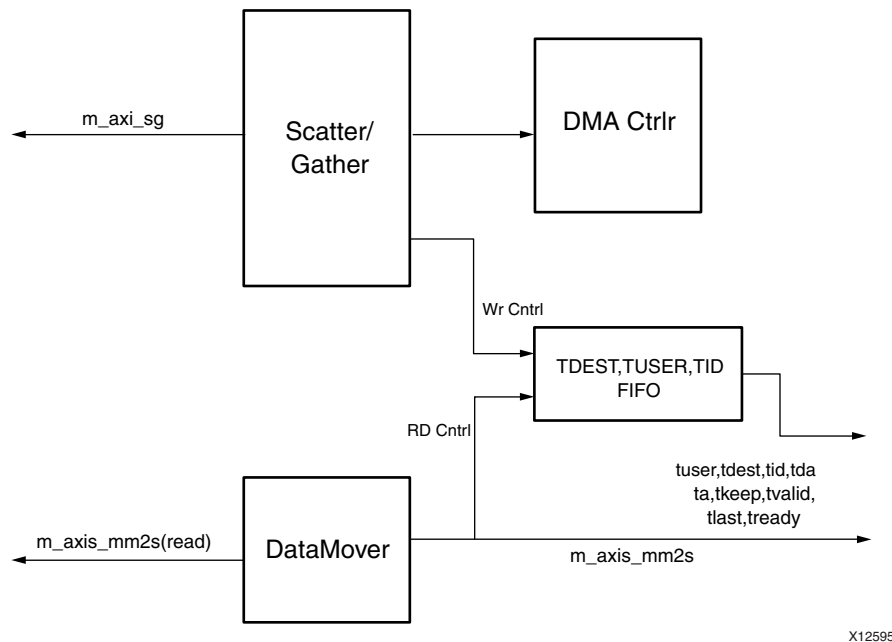 m_axi_sg
Scatter/
Gather
DMA Ctrlr
Wr Cntrl
TDEST,TUSER,TID
FIFO
RD Cntrl
tuser,tdest,tid,tda
ta,tkeep,tvalid,
tlast,tready
m_axis_mm2s(read)
DataMover
m_axis_mm2s
X12595